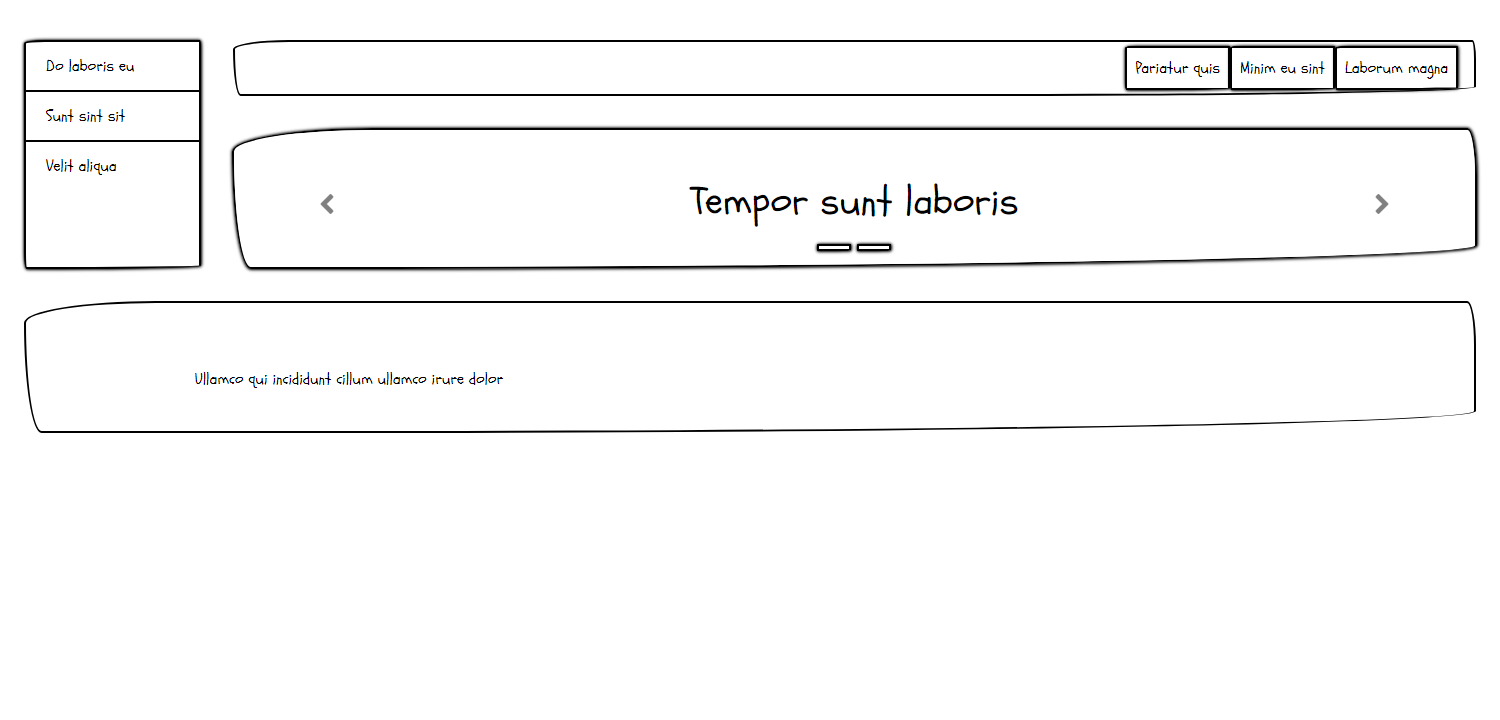 Do laboris eu
Sunt sint sit
Velit aliqua
Pariatur quis
Minim eu sint
Laborum magna
Tempor sunt laboris
Ullamco qui incididunt cillum ullamco irure dolor